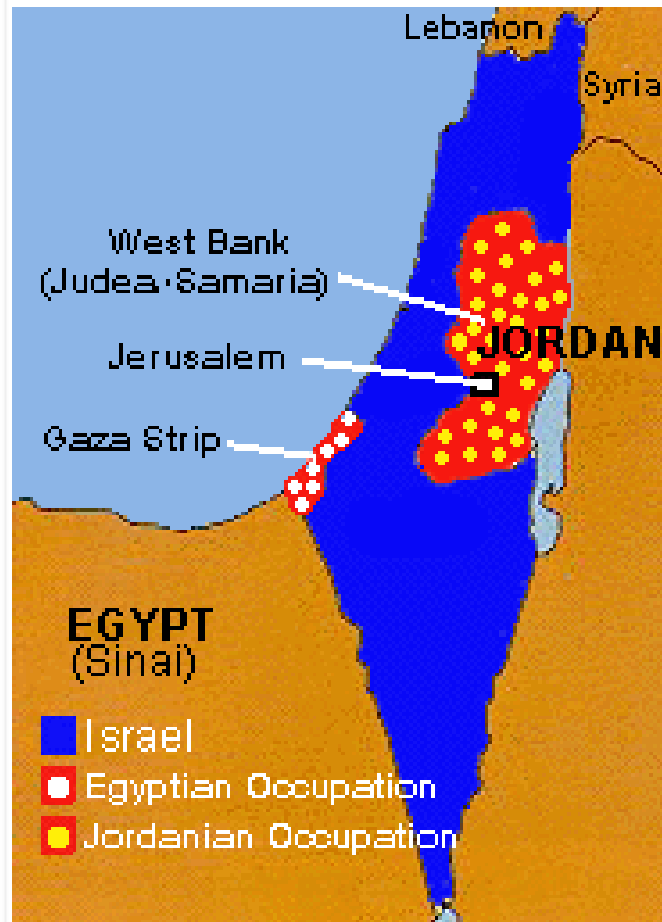 Lebanon
Syria
West Bank
(Judea·Samaria)
JORDAN
Jerusalem
Gaza Strip
EGYPT
(Sinai)
Israel
Egyptian Occupation
Jordanian Occupation